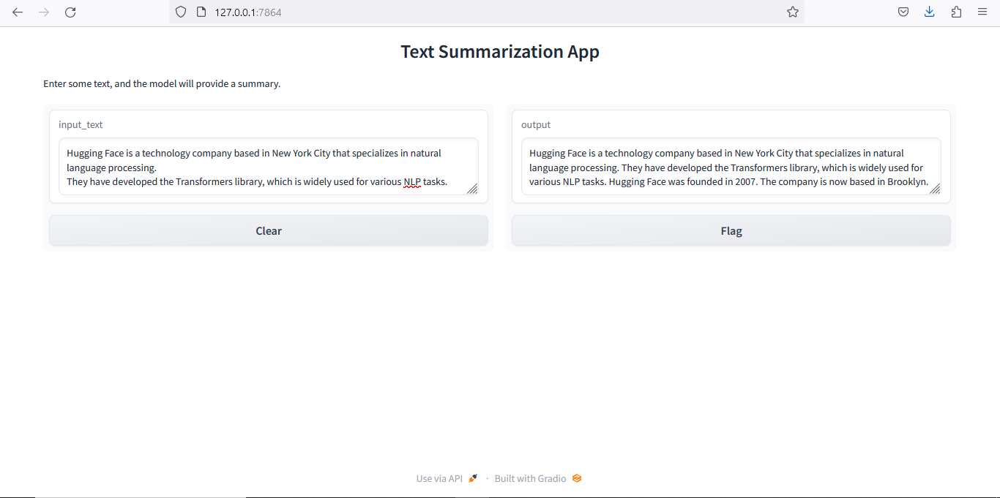 127.0.0.1:7864
Text Summarization App
Enter some text, and the model will provide a summary.
input_text
Hugging Face is a technology company based in New York City that specializes in natural
language processing.
They have developed the Transformers library, which is widely used for various NLP tasks.
Clear
output
Hugging Face is a technology company based in New York City that specializes in natural
language processing. They have developed the Transformers library, which is widely used for
various NLP tasks. Hugging Face was founded in 2007. The company is now based in Brooklyn.
Flag
Use via API · Built with Gradio